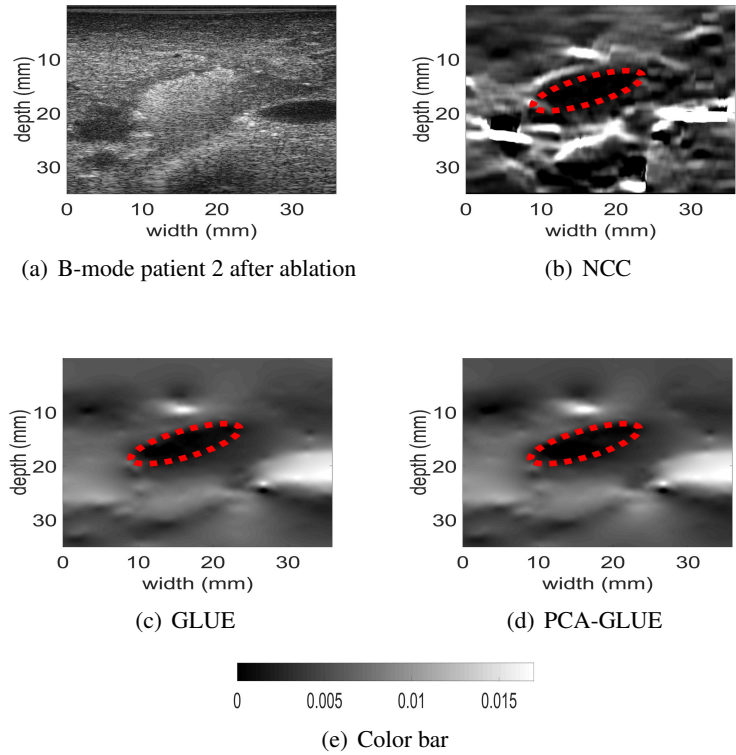 10
20
30
depth (mm)
0 10 20 30
width (mm)
(a) B-mode patient 2 after ablation
10
20
30
depth (mm)
0 10 20 30
width (mm)
(b) NCC
10
20
30
depth (mm)
0 10 20 30
width (mm)
(c) GLUE
10
20
30
depth (mm)
0 10 20 30
width (mm)
(d) PCA-GLUE
0 0.005 0.01 0.015
(e) Color bar